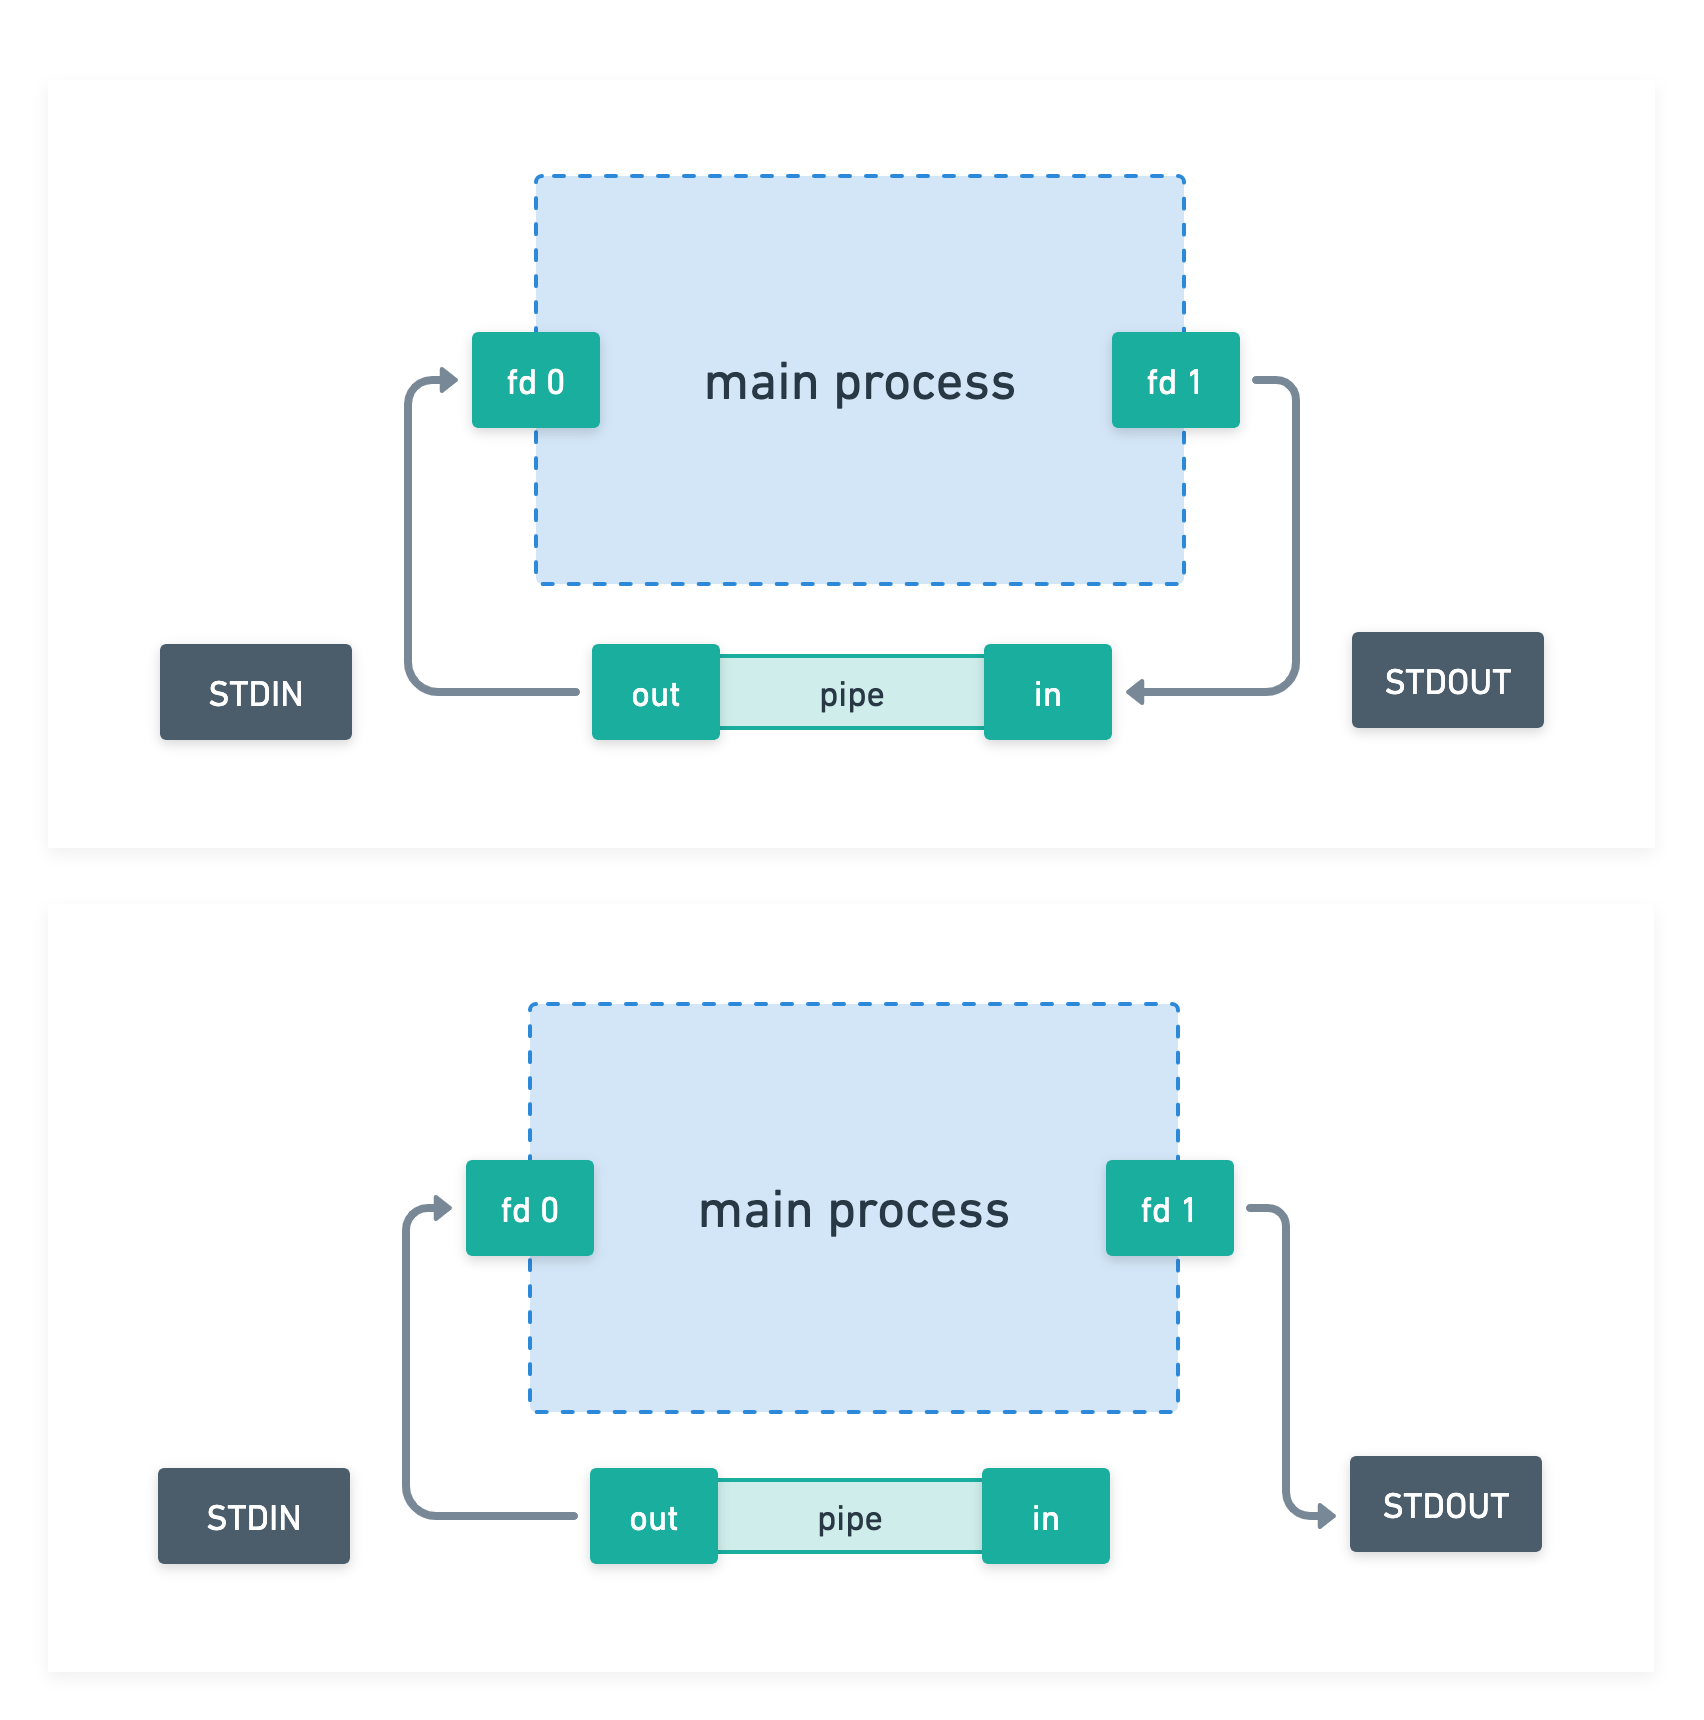 main process
fd 0
fd 1
STDIN
out
pipe
in
STDOUT
main process
fd 0
fd 1
STDIN
out
pipe
in
STDOUT